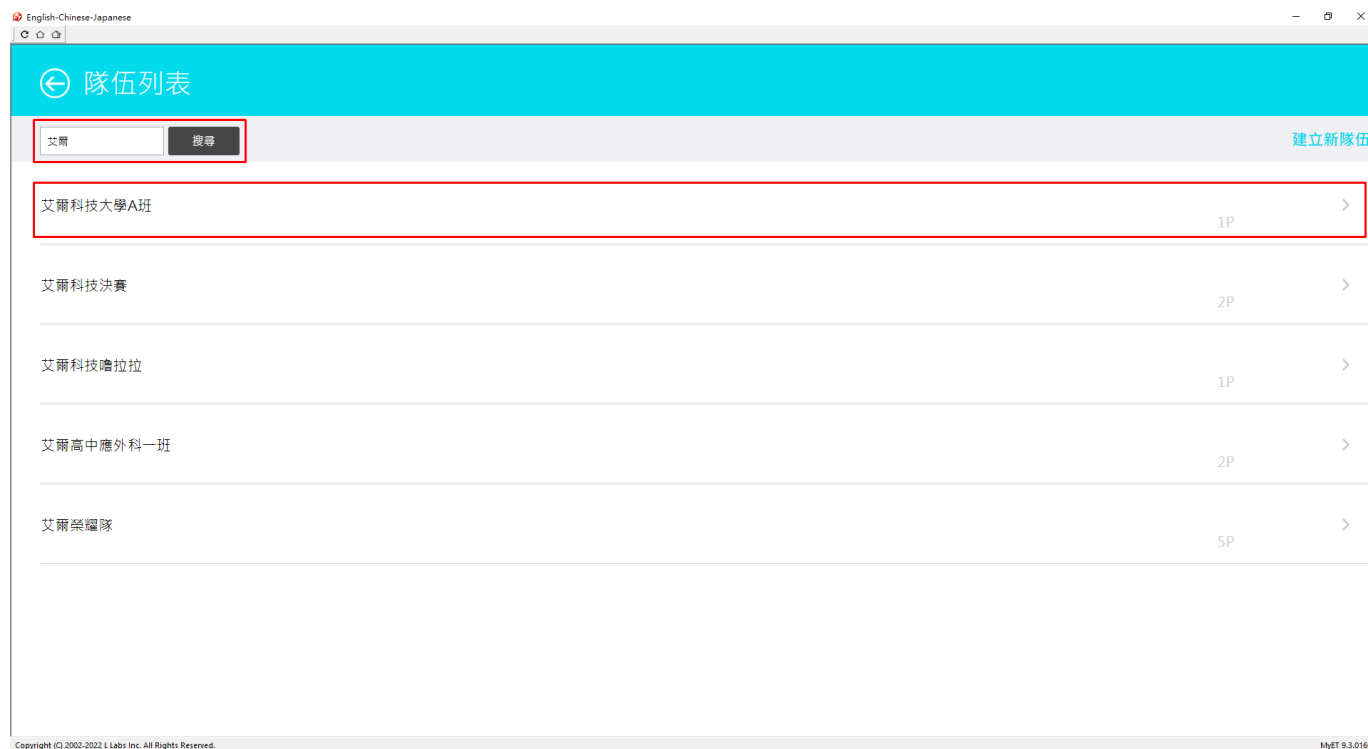 English-Chinese-Japanese
隊伍列表
艾爾 搜尋 建立新隊伍
艾爾科技大學A班
1P
艾爾科技決賽
2P
艾爾科技嚕拉拉
1P
艾爾高中應外科一班
2P
艾爾榮耀隊
5P
Copyright (C) 2002-2022 L Labs Inc. All Rights Reserved. MyET 9.3.016